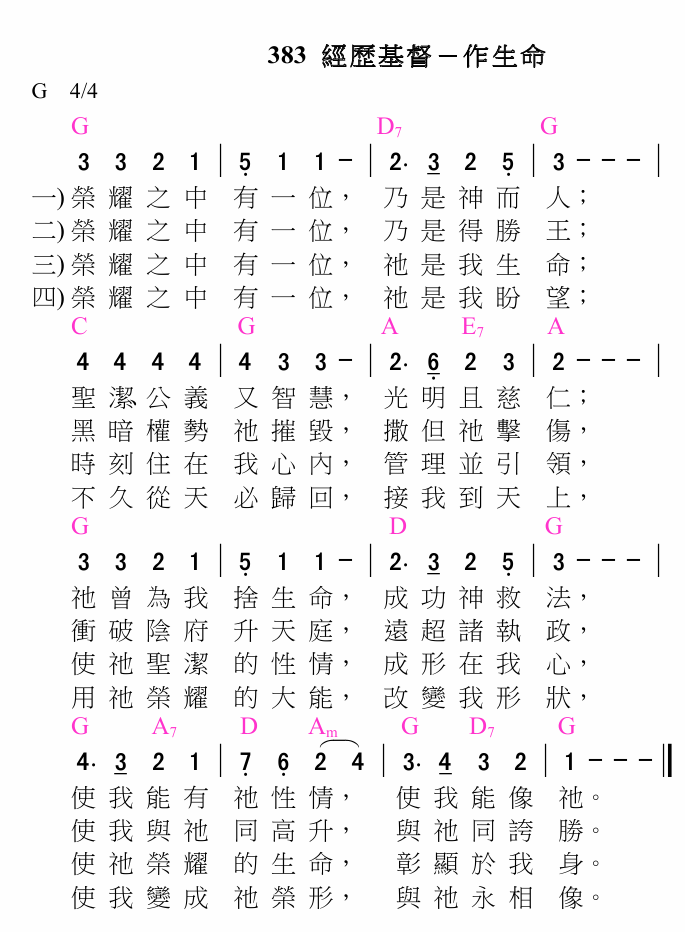 383 經歷基督－作生命
G 4/4
G D7 G
3 3 2 1 | 5̣ 1 1 － | 2· 3̲ 2 5̣ | 3 － － － |
一) 榮耀之中 有一位， 乃是神而 人；
二) 榮耀之中 有一位， 乃是得勝 王；
三) 榮耀之中 有一位， 祂是我生 命；
四) 榮耀之中 有一位， 祂是我盼 望；
C G A E7 A
4 4 4 4 | 4 3 3 － | 2· 6̣̲ 2 3 | 2 － － － |
聖潔、公義 又智慧， 光明且慈 仁；
黑暗權勢 祂摧毀， 撒但祂擊 傷，
時刻住在 我心內， 管理並引 領，
不久從天 必歸回， 接我到天 上，
G D G
3 3 2 1 | 5̣ 1 1 － | 2· 3̲ 2 5̣ | 3 － － － |
祂曾為我 捨生命， 成功神救 法，
衝破陰府 升天庭， 遠超諸執 政，
使祂聖潔 的性情， 成形在我 心，
用祂榮耀 的大能， 改變我形 狀，
G A7 D Am G D7 G
4· 3̲ 2 1 | 7̣ 6̣ 2 4 | 3· 4̲ 3 2 | 1 － － － ‖
使我能有 祂性情， 使我能像 祂。
使我與祂 同高升， 與祂同誇 勝。
使祂榮耀 的生命， 彰顯於我 身。
使我變成 祂榮形， 與祂永相 像。